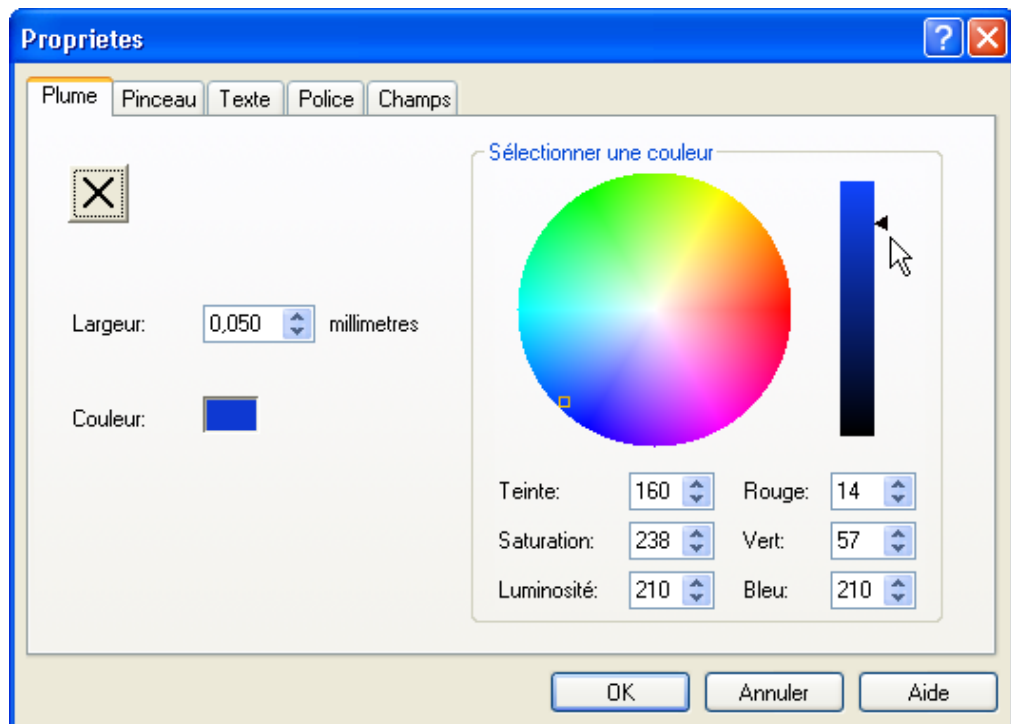 Proprietes
Plume Pinceau Texte Police Champs
Sélectionner une couleur
Largeur: 0,050 millimetres
Couleur:
Teinte: 160 Rouge: 14
Saturation: 238 Vert: 57
Luminosité: 210 Bleu: 210
OK Annuler Aide